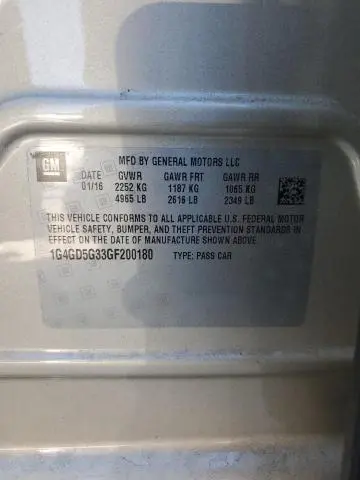 GM
MFD BY GENERAL MOTORS LLC
DATE GVWR GAWR FRT GAWR RR
01/16 2252 KG 1187 KG 1065 KG
4965 LB 2616 LB 2349 LB
THIS VEHICLE CONFORMS TO ALL APPLICABLE U.S. FEDERAL MOTOR
VEHICLE SAFETY, BUMPER, AND THEFT PREVENTION STANDARDS IN
EFFECT ON THE DATE OF MANUFACTURE SHOWN ABOVE.
1G4GD5G33GF200180 TYPE: PASS CAR